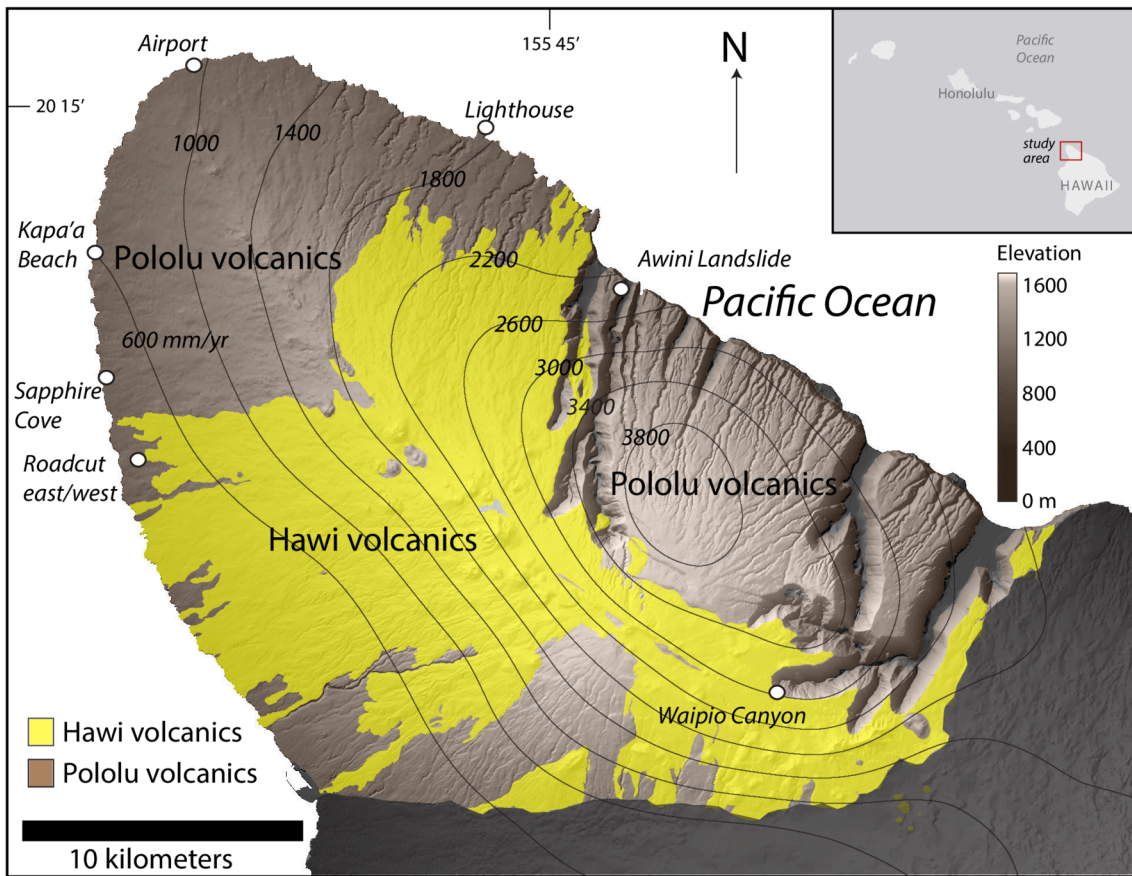 155 45’
Airport
N
Pacific
Ocean
20 15’
Lighthouse
Honolulu
1000
1400
study
area
HAWAII
1800
Kapa’a
Beach
Pololu volcanics
2200
Awini Landslide
Elevation
Pacific Ocean
1600
2600
600 mm/yr
1200
3000
Sapphire
Cove
800
3400
400
3800
Roadcut
east/west
Pololu volcanics
0 m
Hawi volcanics
Waipio Canyon
Hawi volcanics
Pololu volcanics
10 kilometers